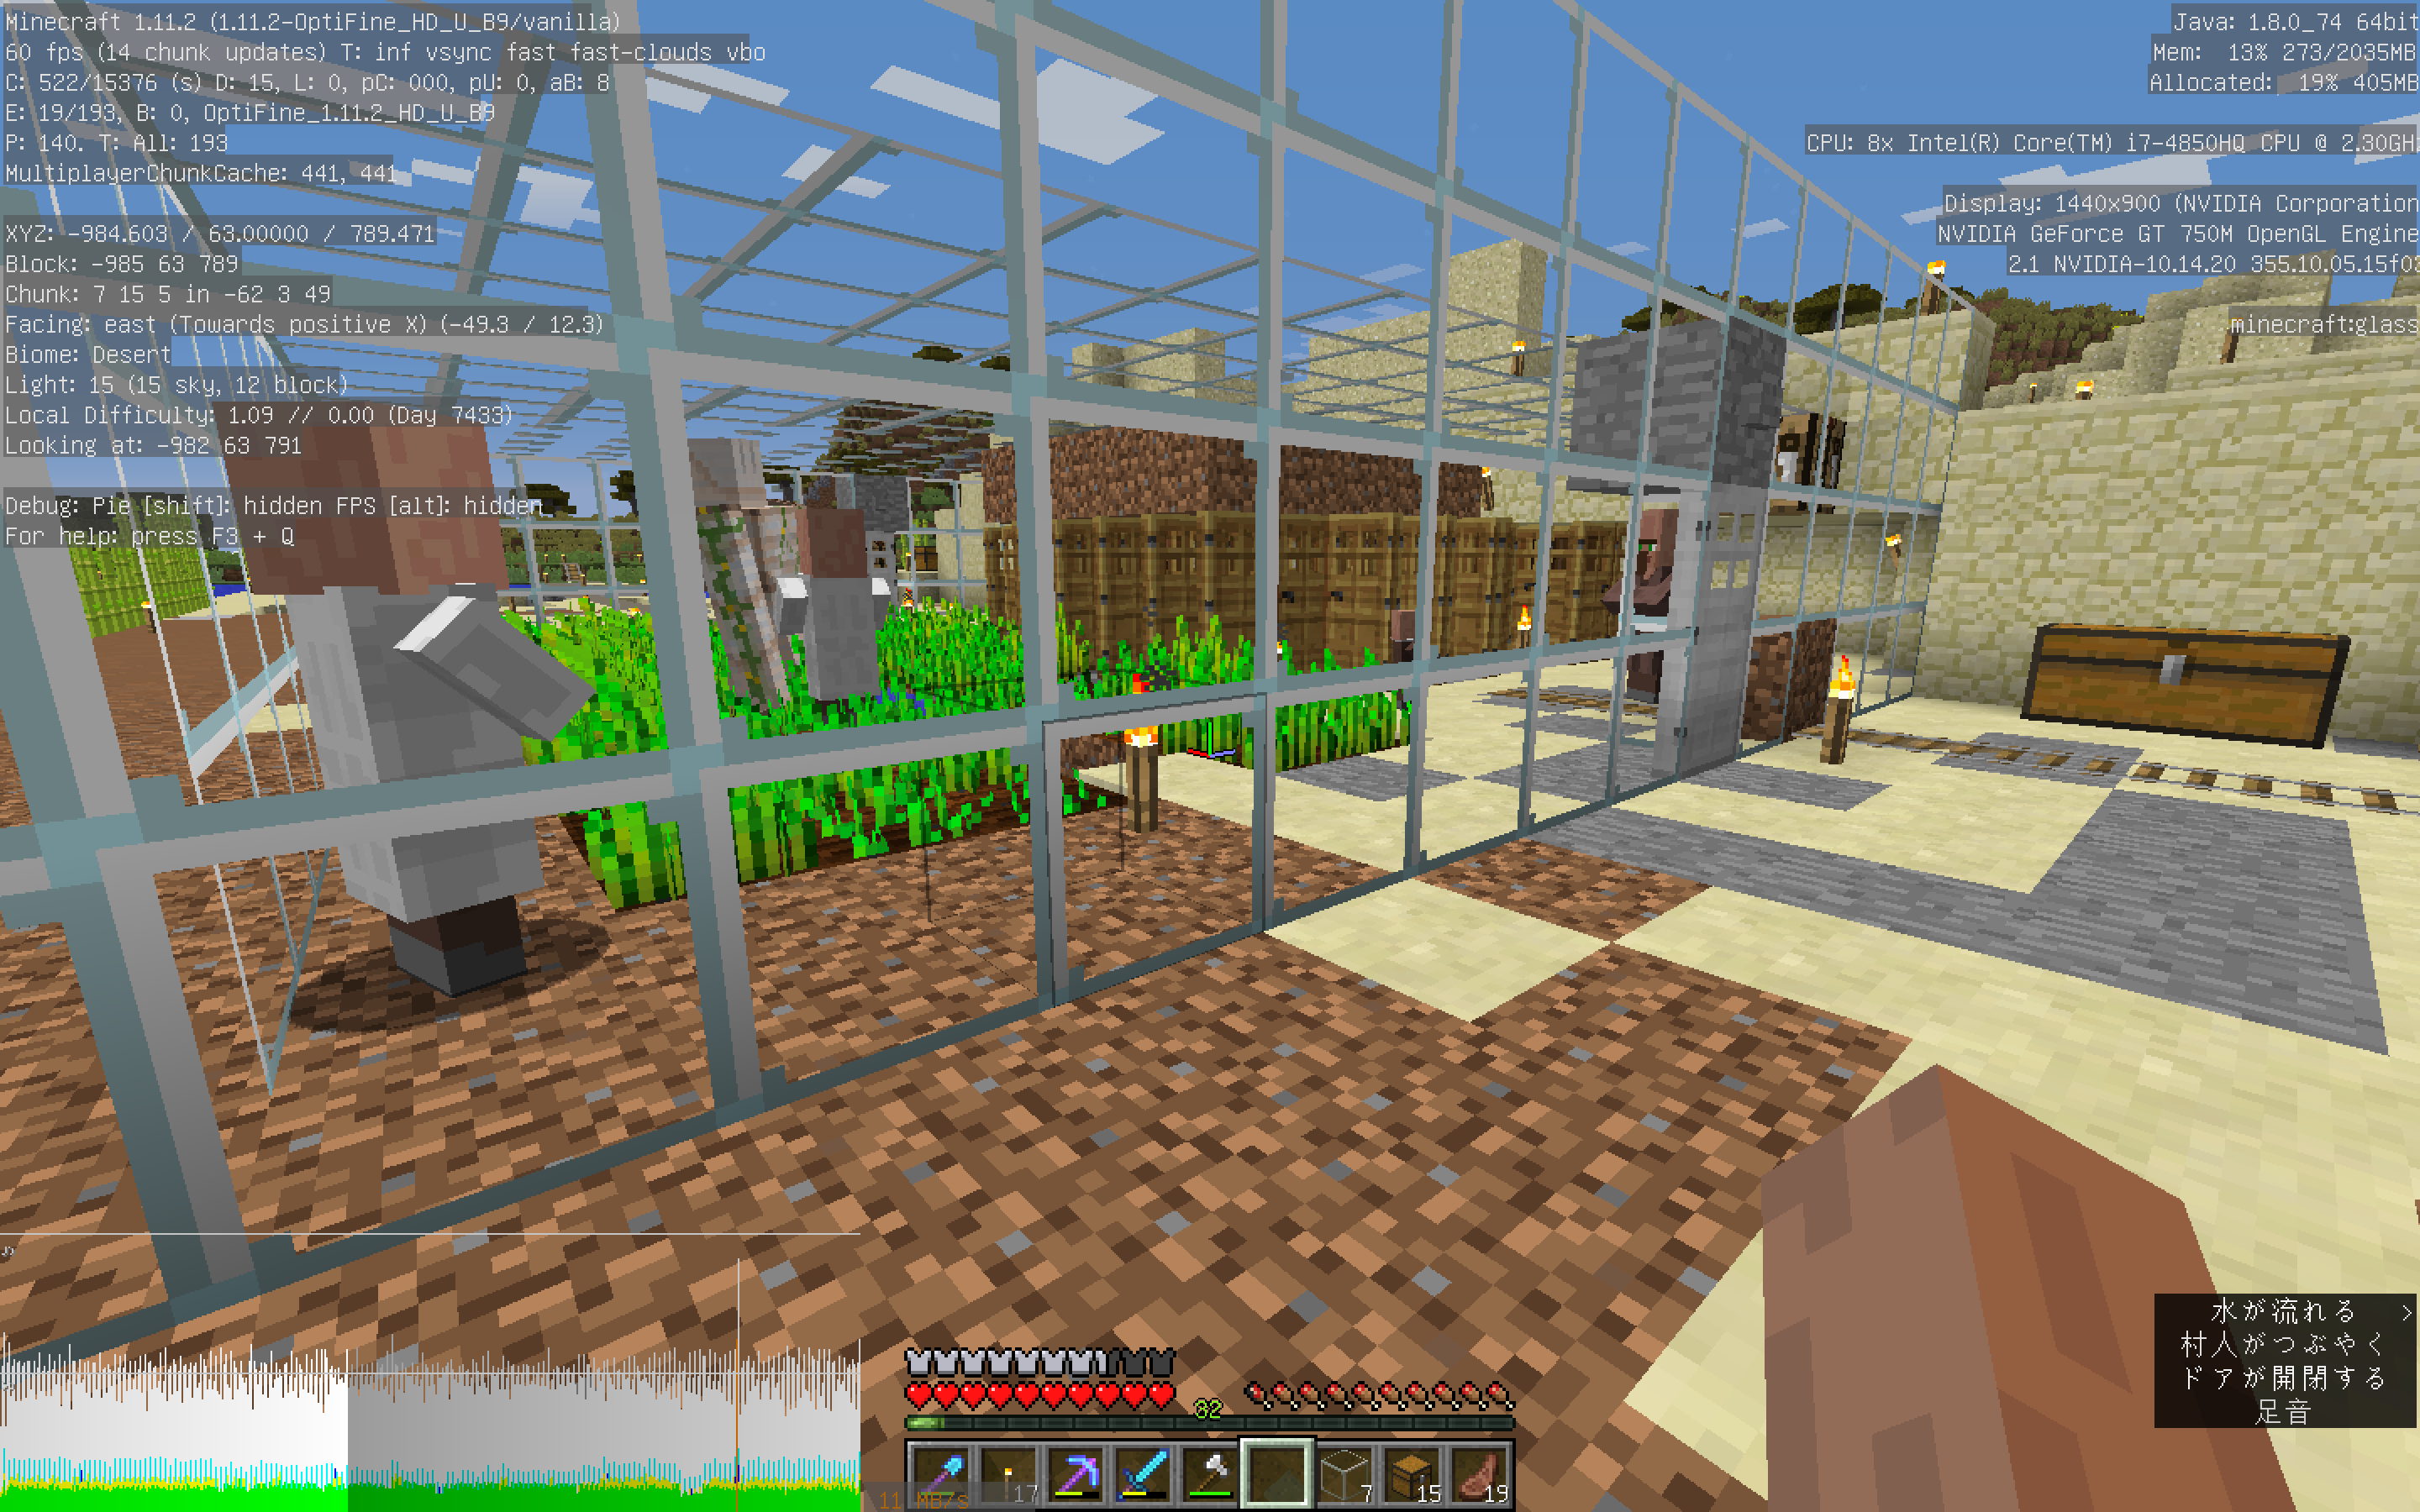 Minecraft 1.11.2 (1.11.2-OptiFine_HD_U_B9/vanilla)
60 fps (14 chunk updates) T: inf vsync fast fast-clouds vbo
C: 522/15376 (s) D: 15, L: 0, pC: 000, pU: 0, aB: 8
E: 19/193, B: 0, OptiFine_1.11.2_HD_U_B9
P: 140. T: All: 193
MultiplayerChunkCache: 441, 441
XYZ: -984.603 / 63.00000 / 789.471
Block: -985 63 789
Chunk: 7 15 5 in -62 3 49
Facing: east (Towards positive X) (-49.3 / 12.3)
Biome: Desert
Light: 15 (15 sky, 12 block)
Local Difficulty: 1.09 // 0.00 (Day 7433)
Looking at: -982 63 791
Debug: Pie [shift]: hidden FPS [alt]: hidden
For help: press F3 + Q
Java: 1.8.0_74 64bit
Mem: 13% 273/2035MB
Allocated: 19% 405MB
CPU: 8x Intel(R) Core(TM) i7-4850HQ CPU @ 2.30GH
Display: 1440x900 (NVIDIA Corporation
NVIDIA GeForce GT 750M OpenGL Engine
2.1 NVIDIA-10.14.20 355.10.05.15f03
minecraft:glass
水が流れる >
村人がつぶやく
ドアが開閉する
足音
82
17 7 15 19
11 MB/s